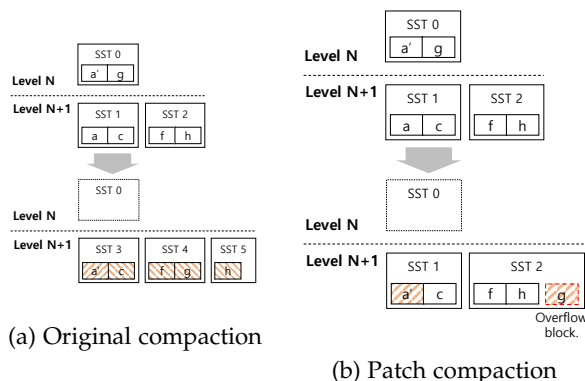 SST 0
a' g
Level N
Level N+1
SST 1 SST 2
a c f h
SST 0
Level N
Level N+1
SST 3 SST 4 SST 5
a' c f g h
(a) Original compaction
SST 0
a' g
Level N
Level N+1
SST 1 SST 2
a c f h
SST 0
Level N
Level N+1
SST 1 SST 2
a' c f h g
Overflow
block.
(b) Patch compaction